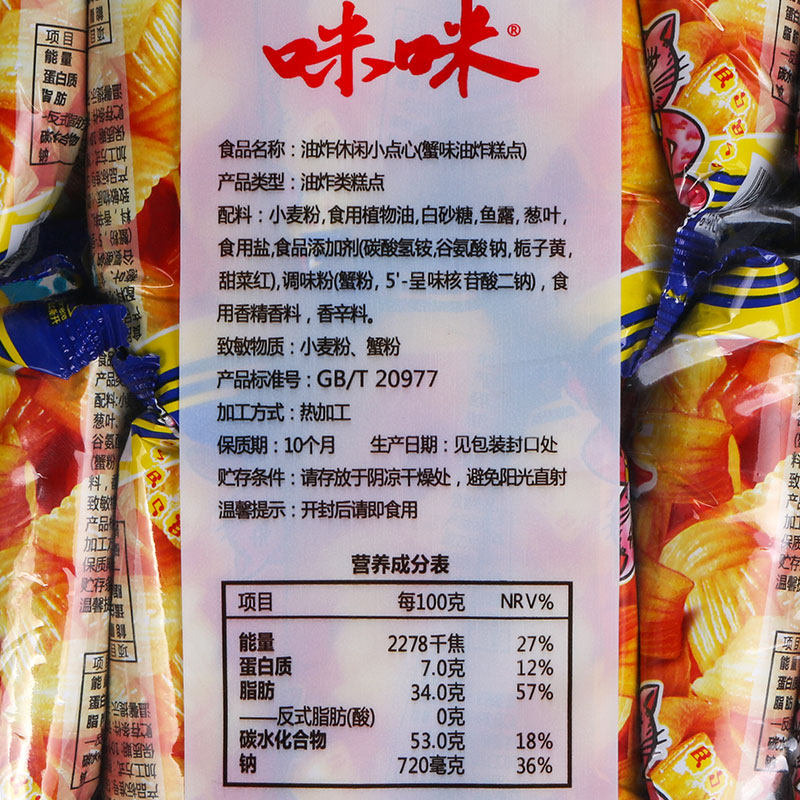 咪咪®
食品名称：油炸休闲小点心(蟹味油炸糕点)
产品类型：油炸类糕点
配料：小麦粉,食用植物油,白砂糖,鱼露,葱叶,
食用盐,食品添加剂(碳酸氢铵,谷氨酸钠,栀子黄,
甜菜红),调味粉(蟹粉，5'-呈味核苷酸二钠)，食
用香精香料，香辛料。
致敏物质：小麦粉、蟹粉
产品标准号：GB/T 20977
加工方式：热加工
保质期：10个月 生产日期：见包装封口处
贮存条件：请存放于阴凉干燥处，避免阳光直射
温馨提示：开封后请即食用
营养成分表
项目 每100克 NRV%
能量 2278千焦 27%
蛋白质 7.0克 12%
脂肪 34.0克 57%
——反式脂肪(酸) 0克
碳水化合物 53.0克 18%
钠 720毫克 36%
项目
能量
蛋白质
脂肪